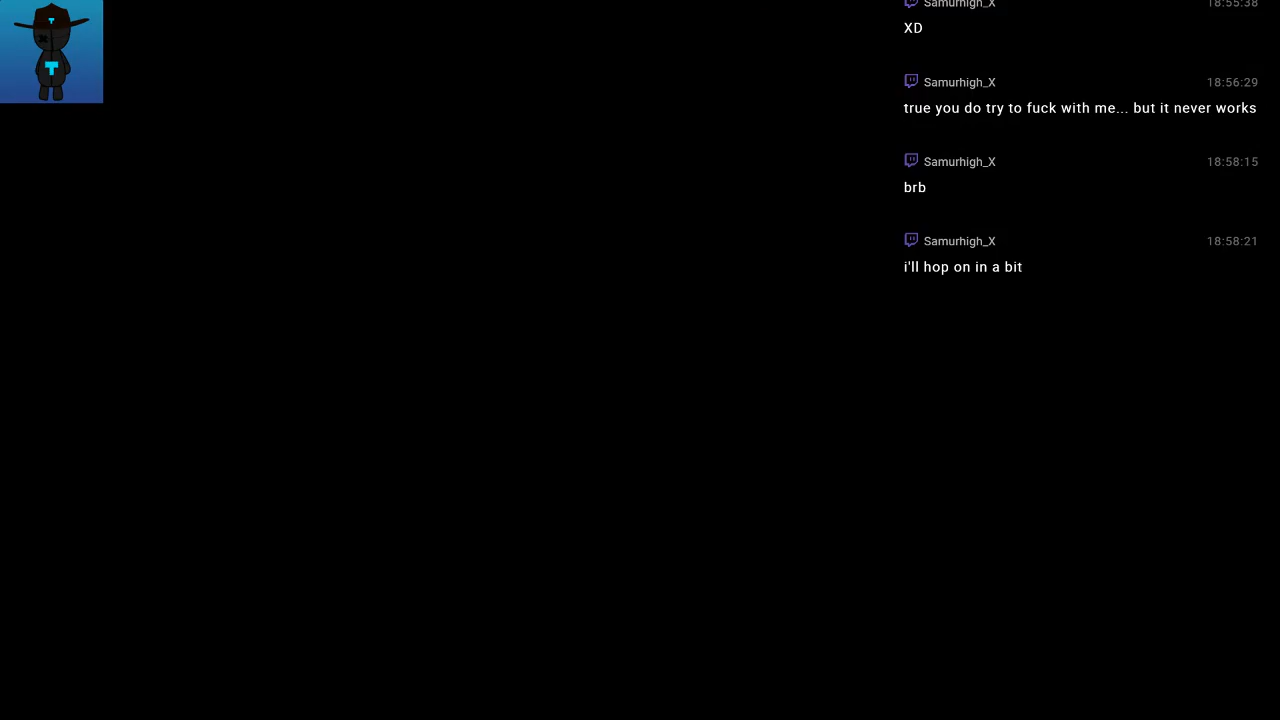 T
T
Samurhigh_X 18:55:38
XD
Samurhigh_X 18:56:29
true you do try to fuck with me... but it never works
Samurhigh_X 18:58:15
brb
Samurhigh_X 18:58:21
i'll hop on in a bit